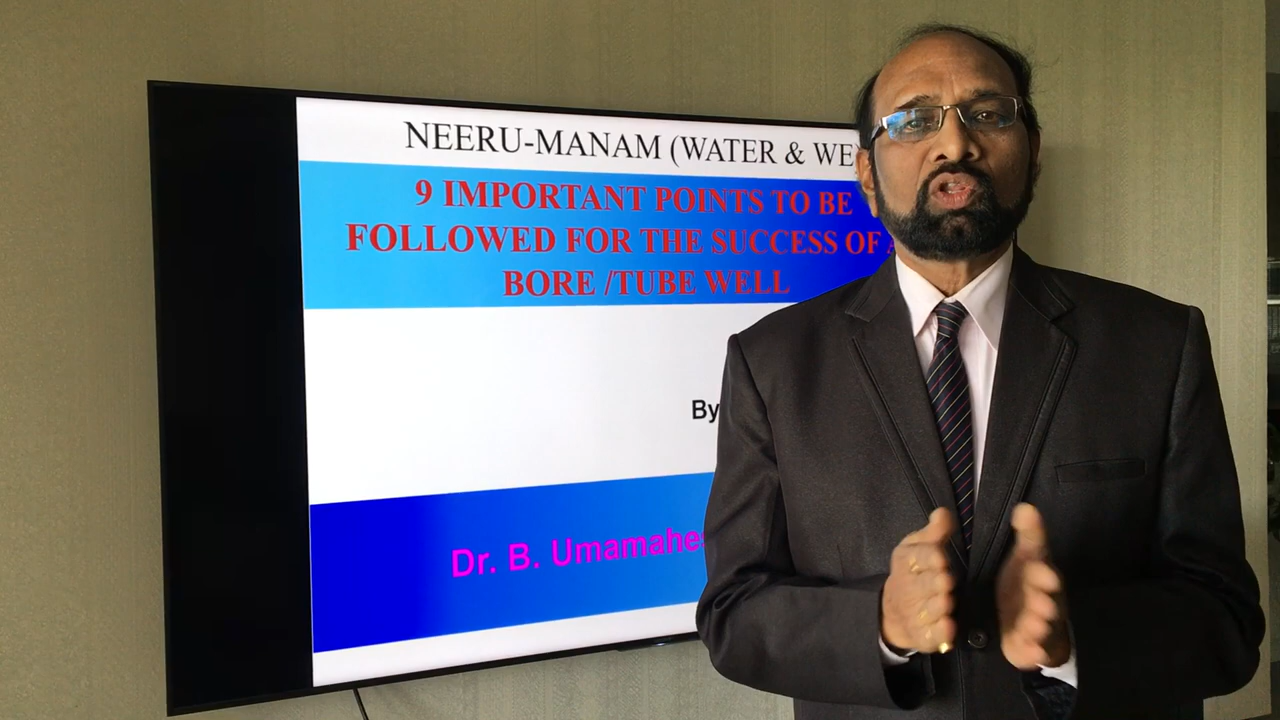 NEERU-MANAM (WATER & WE)
9 IMPORTANT POINTS TO BE
FOLLOWED FOR THE SUCCESS OF A
BORE /TUBE WELL
By
Dr. B. Umamahes